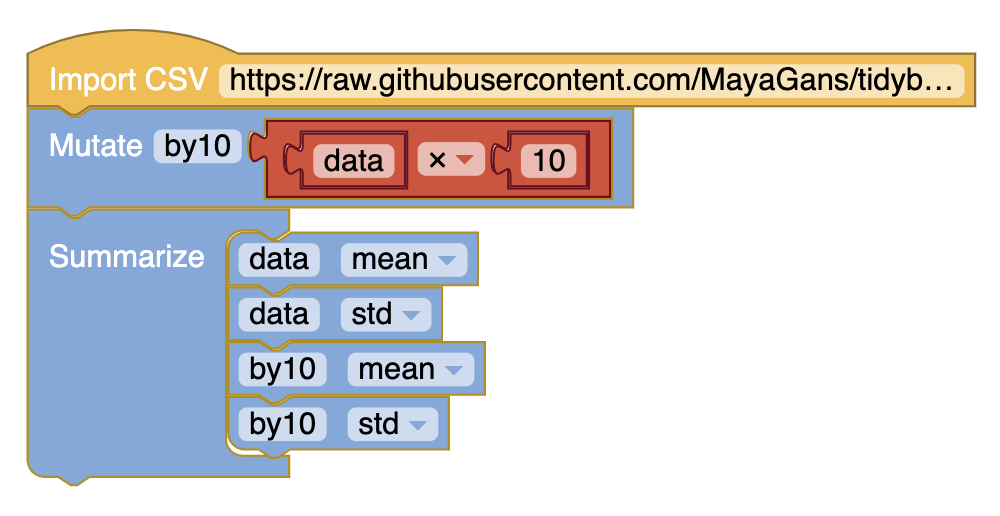 Import CSV https://raw.githubusercontent.com/MayaGans/tidyb…
Mutate by10 data × 10
Summarize data mean
data std
by10 mean
by10 std